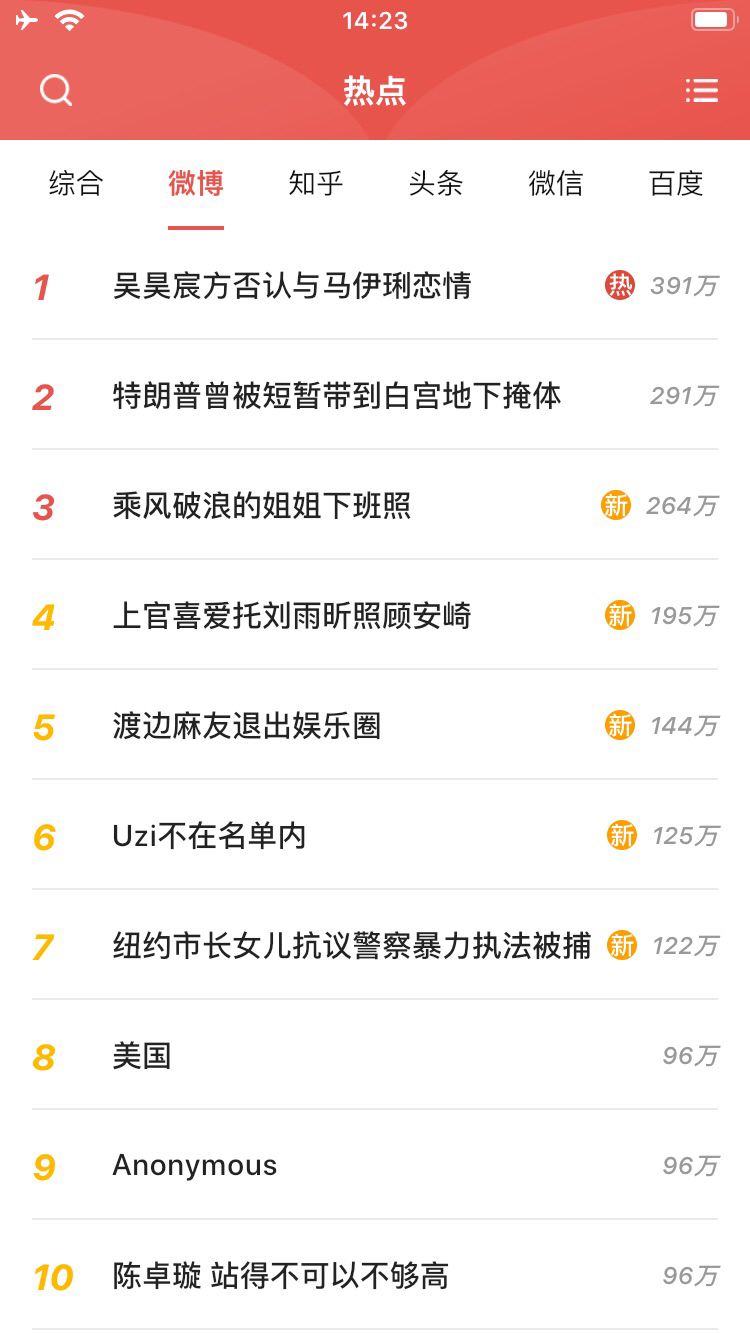 14:23
热点
综合 微博 知乎 头条 微信 百度
1 吴昊宸方否认与马伊琍恋情 热 391万
2 特朗普曾被短暂带到白宫地下掩体 291万
3 乘风破浪的姐姐下班照 新 264万
4 上官喜爱托刘雨昕照顾安崎 新 195万
5 渡边麻友退出娱乐圈 新 144万
6 Uzi不在名单内 新 125万
7 纽约市长女儿抗议警察暴力执法被捕 新 122万
8 美国 96万
9 Anonymous 96万
10 陈卓璇 站得不可以不够高 96万